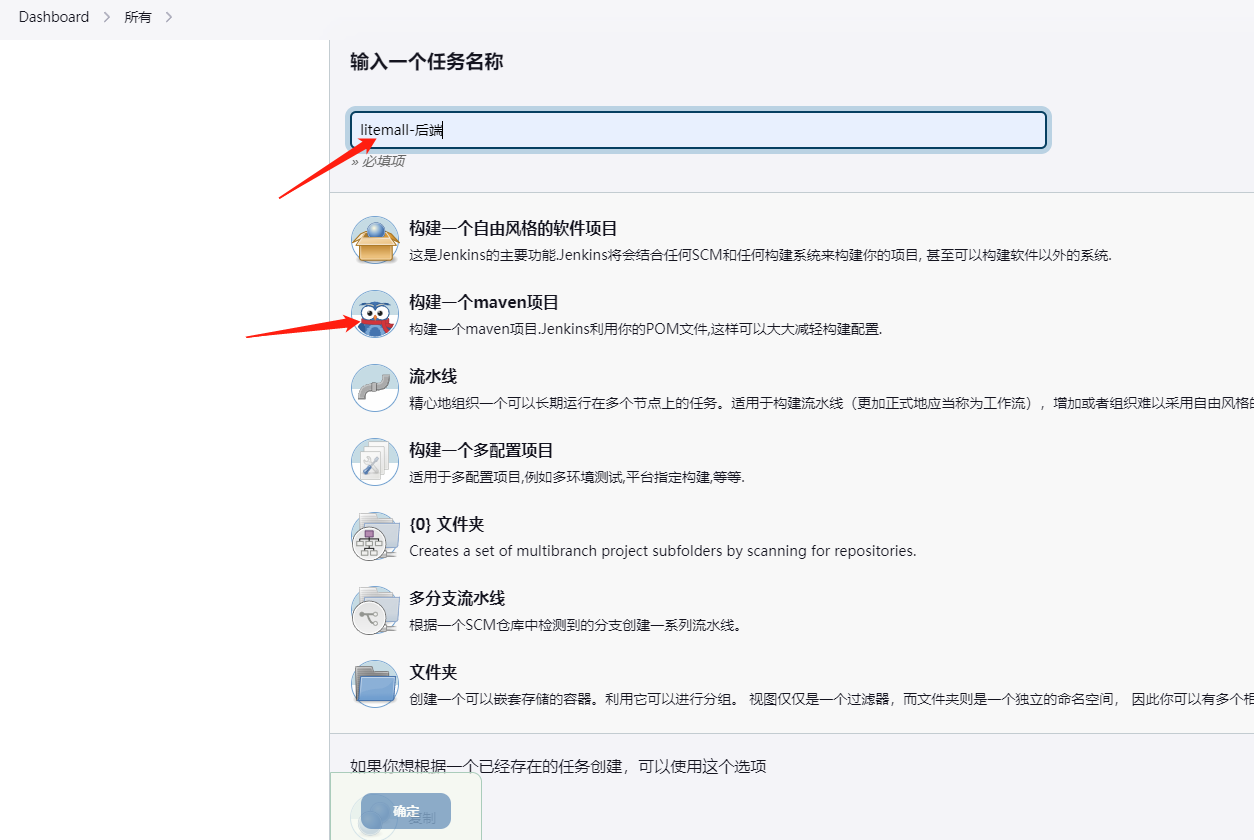 Dashboard > 所有 >
输入一个任务名称
litemall-后端
» 必填项
构建一个自由风格的软件项目
这是Jenkins的主要功能.Jenkins将会结合任何SCM和任何构建系统来构建你的项目, 甚至可以构建软件以外的系统.
构建一个maven项目
构建一个maven项目.Jenkins利用你的POM文件,这样可以大大减轻构建配置.
流水线
精心地组织一个可以长期运行在多个节点上的任务。适用于构建流水线（更加正式地应当称为工作流），增加或者组织难以采用自由风格的
构建一个多配置项目
适用于多配置项目,例如多环境测试,平台指定构建,等等.
{0} 文件夹
Creates a set of multibranch project subfolders by scanning for repositories.
多分支流水线
根据一个SCM仓库中检测到的分支创建一系列流水线。
文件夹
创建一个可以嵌套存储的容器。利用它可以进行分组。 视图仅仅是一个过滤器，而文件夹则是一个独立的命名空间， 因此你可以有多个相
如果你想根据一个已经存在的任务创建，可以使用这个选项
确定 复制